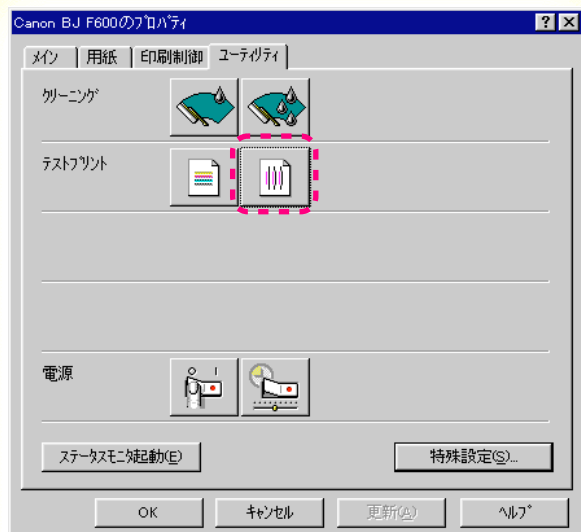 Canon BJ F600のﾌﾟﾛﾊﾟﾃｨ
ﾒｲﾝ 用紙 印刷制御 ﾕｰﾃｨﾘﾃｨ
ｸﾘｰﾆﾝｸﾞ
ﾃｽﾄﾌﾟﾘﾝﾄ
電源
ｽﾃｰﾀｽﾓﾆﾀ起動(E)
特殊設定(S)...
OK ｷｬﾝｾﾙ 更新(A) ﾍﾙﾌﾟ